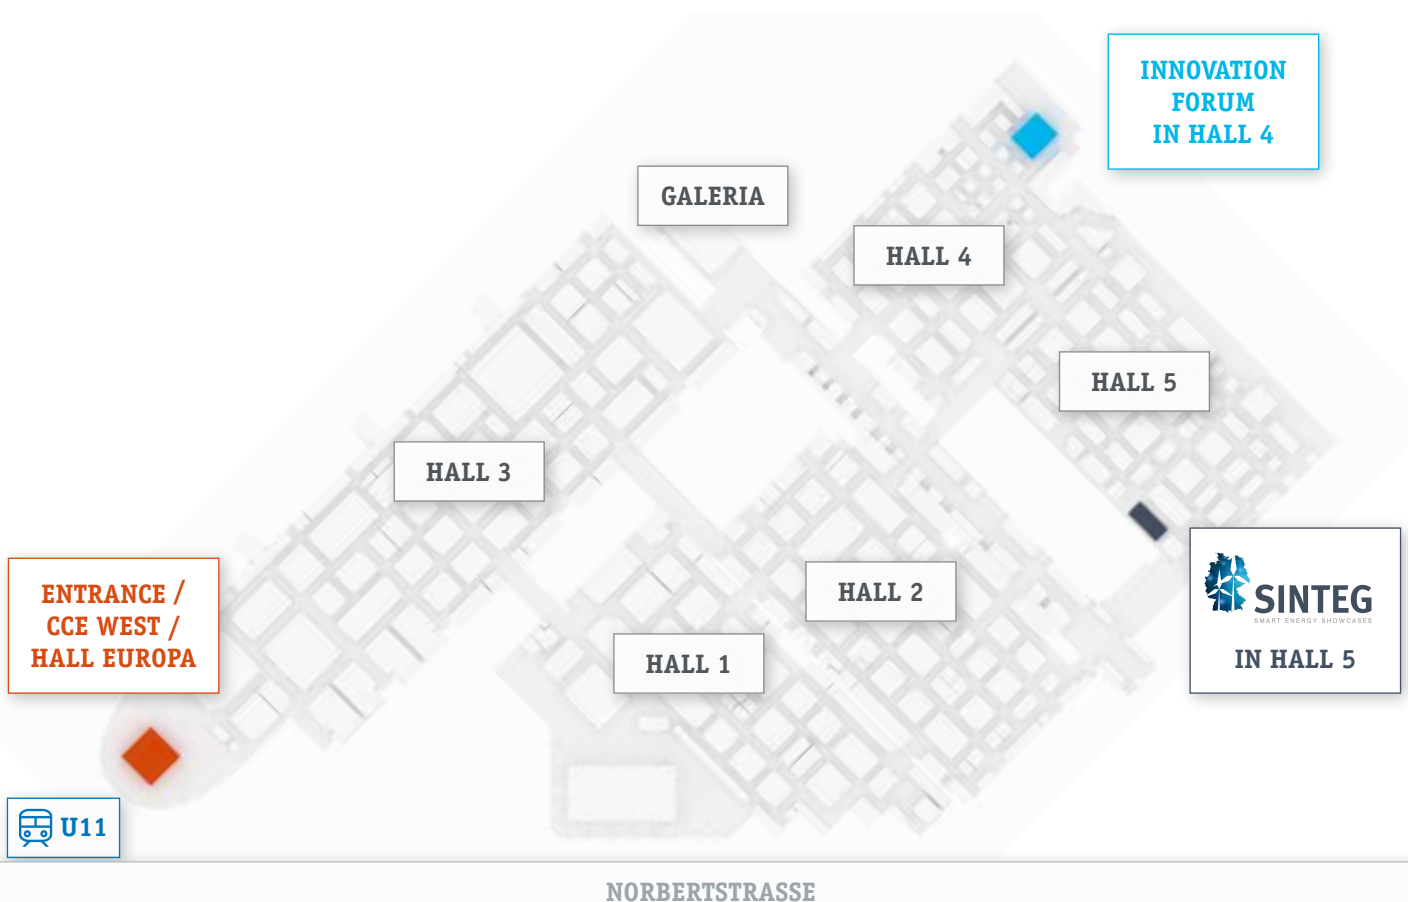 INNOVATION
FORUM
IN HALL 4
GALERIA
HALL 4
HALL 5
HALL 3
ENTRANCE /
CCE WEST /
HALL EUROPA
HALL 2
SINTEG
SMART ENERGY SHOWCASES
IN HALL 5
HALL 1
U11
NORBERTSTRASSE